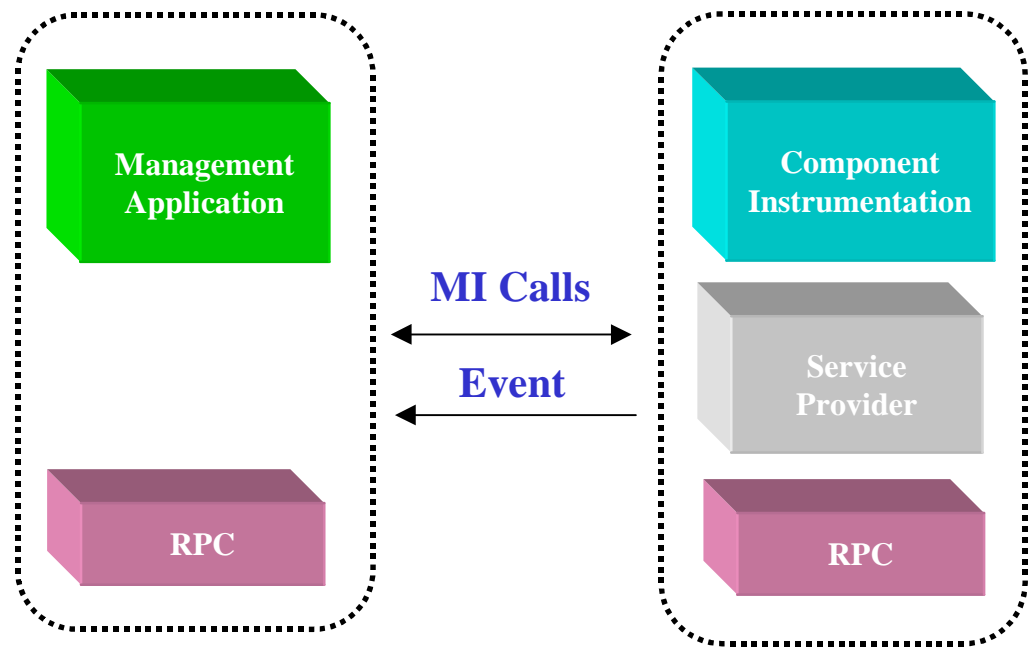 Management
Application
RPC
MI Calls
Event
Component
Instrumentation
Service
Provider
RPC